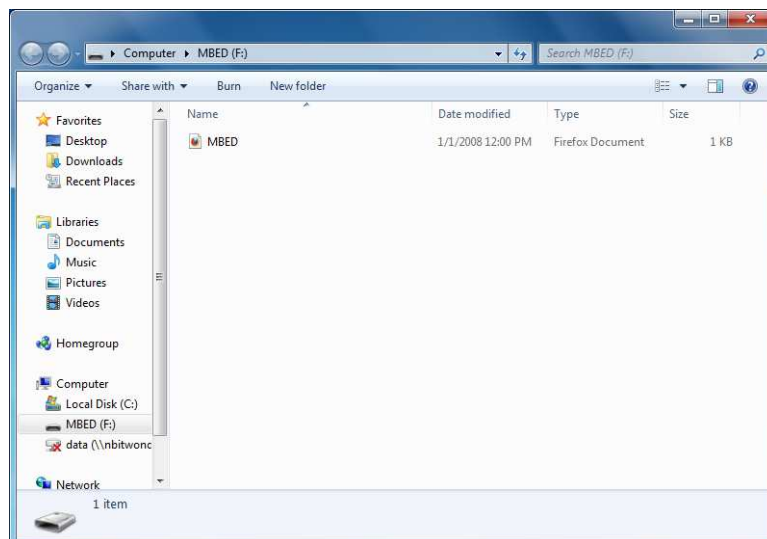 Computer ▸ MBED (F:)
Search MBED (F:)
Organize ▾ Share with ▾ Burn New folder
Name Date modified Type Size
MBED 1/1/2008 12:00 PM Firefox Document 1 KB
Favorites
Desktop
Downloads
Recent Places
Libraries
Documents
Music
Pictures
Videos
Homegroup
Computer
Local Disk (C:)
MBED (F:)
data (\\nbitwonc
Network
1 item